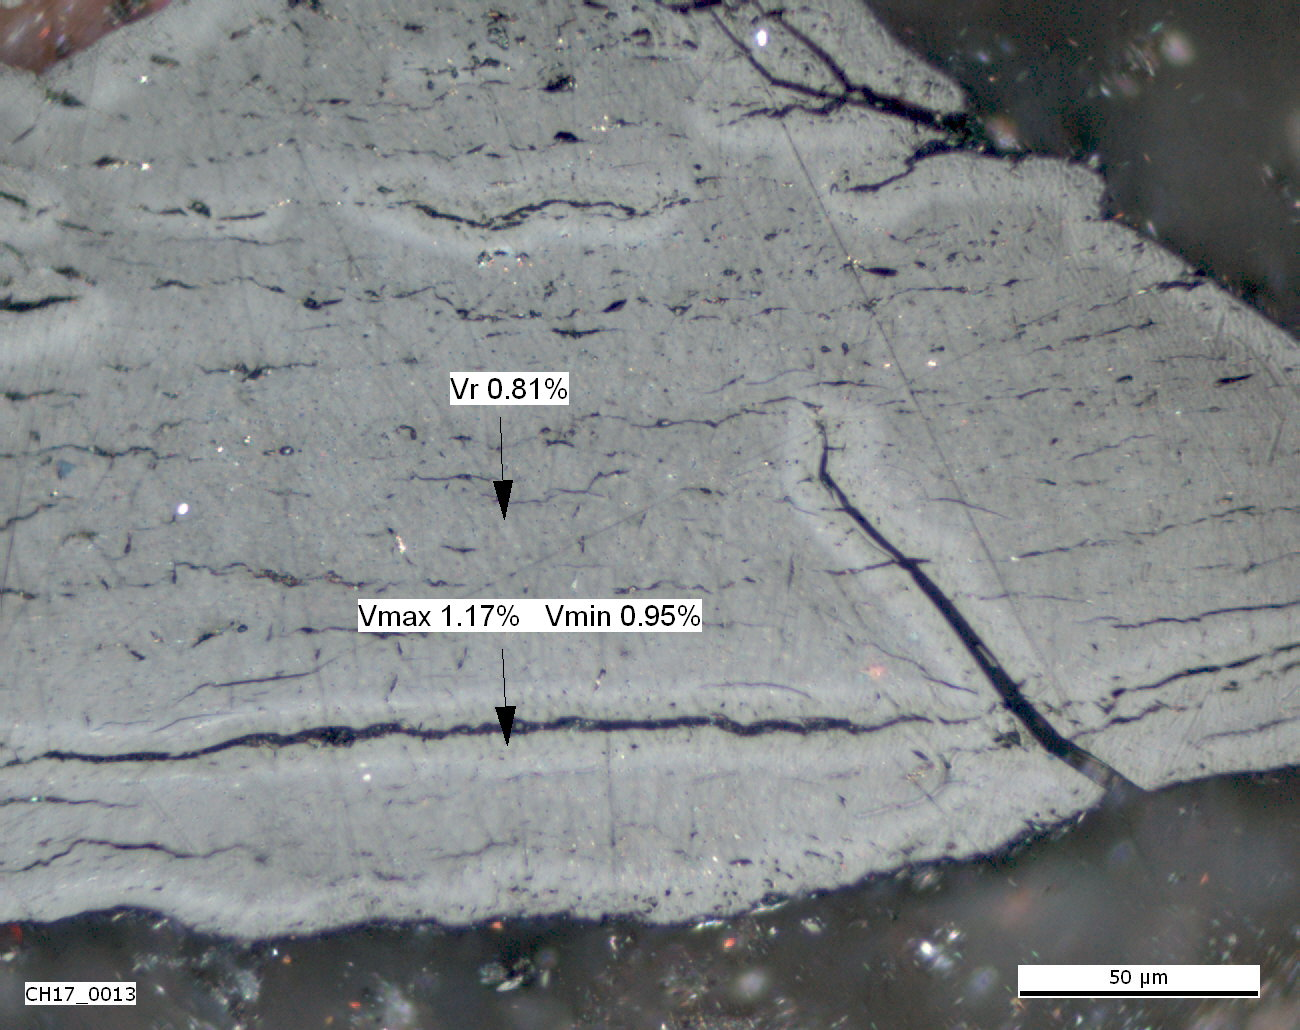 Vr 0.81%
Vmax 1.17%   Vmin 0.95%
CH17_0013
50 µm